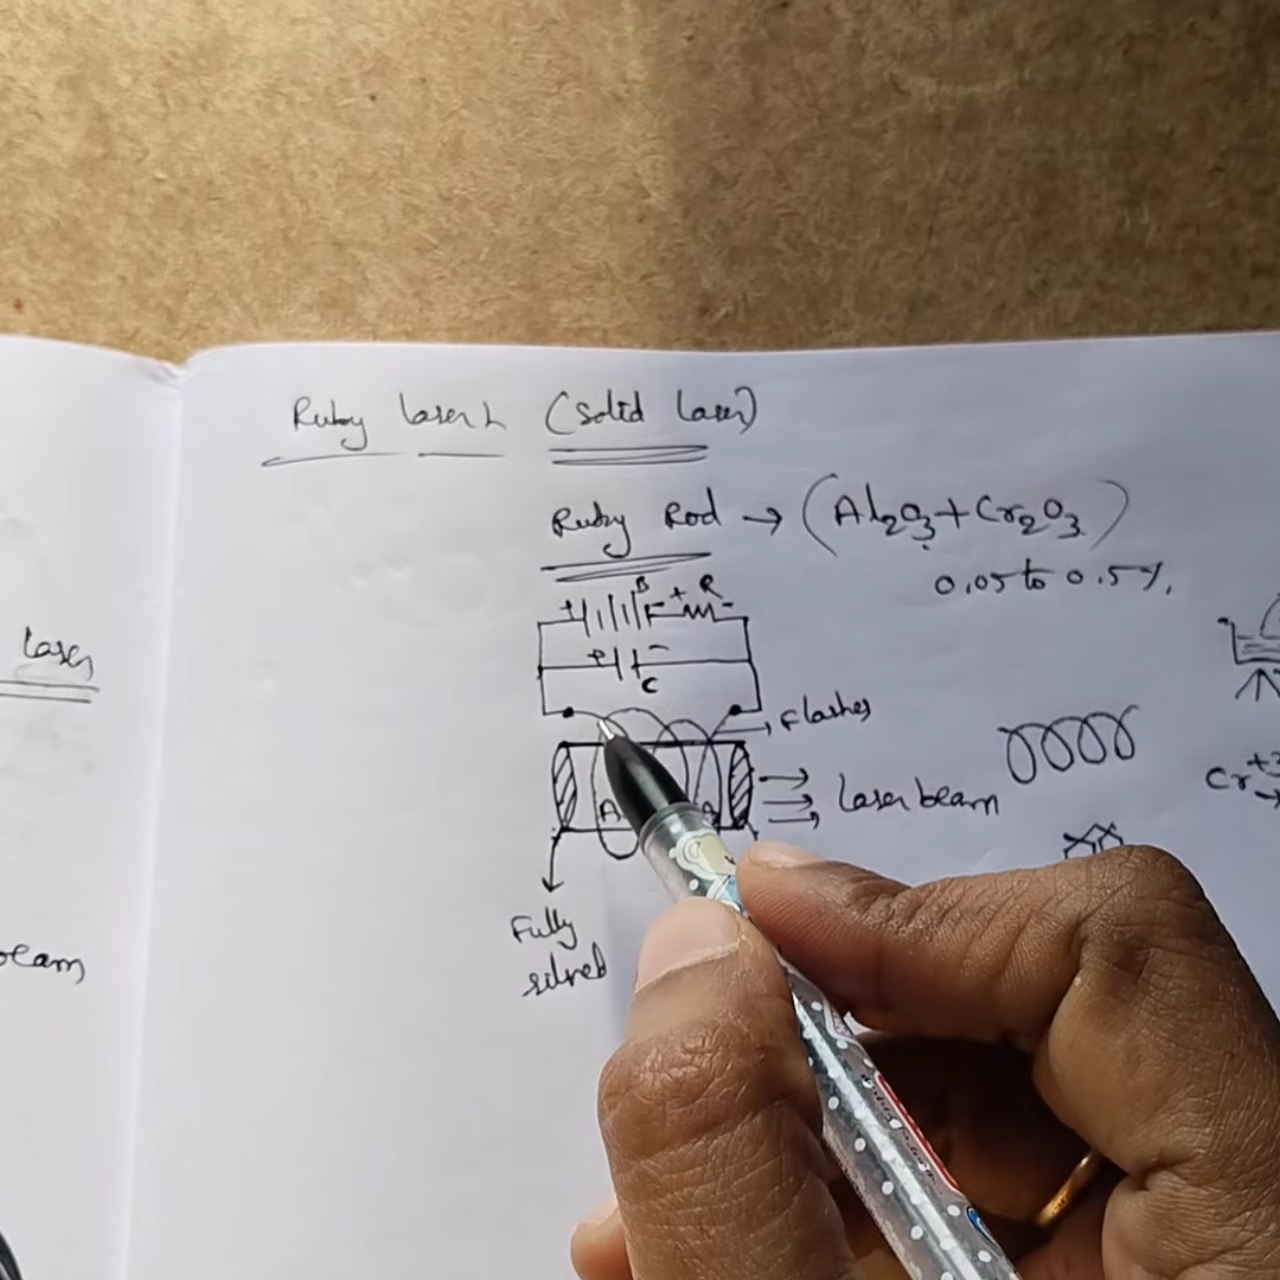 Ruby laser (Solid Laser)
Ruby Rod → (Al₂O₃ + Cr₂O₃)
0.05 to 0.5%
+ B + R -
+ -
C
→ Flashes
Laser beam
A
Fully
silvred
Laser
beam
Cr+3